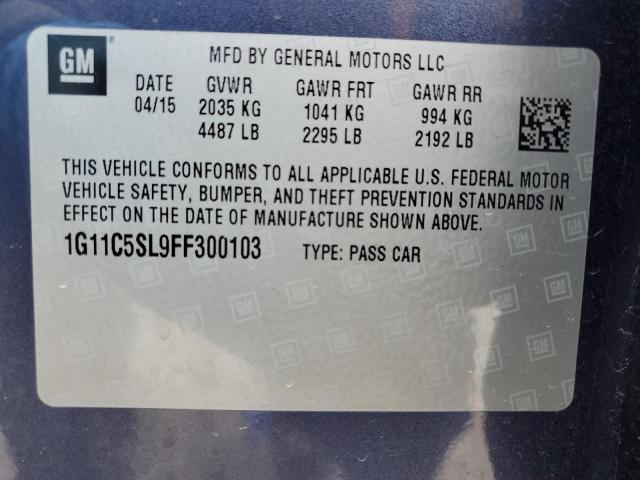 GM
MFD BY GENERAL MOTORS LLC
DATE GVWR GAWR FRT GAWR RR
04/15 2035 KG 1041 KG 994 KG
4487 LB 2295 LB 2192 LB
THIS VEHICLE CONFORMS TO ALL APPLICABLE U.S. FEDERAL MOTOR
VEHICLE SAFETY, BUMPER, AND THEFT PREVENTION STANDARDS IN
EFFECT ON THE DATE OF MANUFACTURE SHOWN ABOVE.
1G11C5SL9FF300103 TYPE: PASS CAR